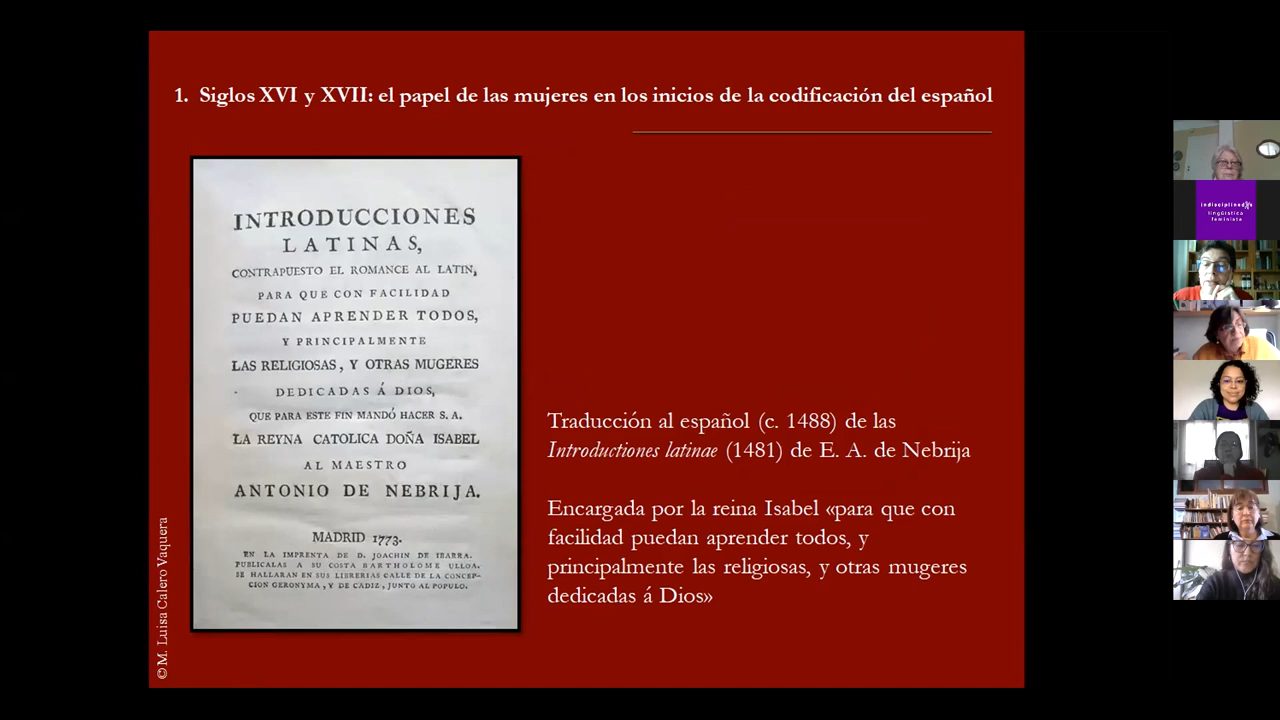 1. Siglos XVI y XVII: el papel de las mujeres en los inicios de la codificación del español
INTRODUCCIONES
LATINAS,
CONTRAPUESTO EL ROMANCE AL LATIN,
PARA QUE CON FACILIDAD
PUEDAN APRENDER TODOS,
Y PRINCIPALMENTE
LAS RELIGIOSAS, Y OTRAS MUGERES
DEDICADAS Á DIOS,
QUE PARA ESTE FIN MANDÓ HACER S. A.
LA REYNA CATOLICA DOÑA ISABEL
AL MAESTRO
ANTONIO DE NEBRIJA.
MADRID 1773.
EN LA IMPRENTA DE D. JOACHIN DE IBARRA.
PUBLICALAS A SU COSTA BARTHOLOME ULLOA.
SE HALLARAN EN SUS LIBRERIAS CALLE DE LA CONCEP-
CION GERONYMA, Y DE CADIZ, JUNTO AL POPULO.
Traducción al español (c. 1488) de las
Introductiones latinae (1481) de E. A. de Nebrija
Encargada por la reina Isabel «para que con
facilidad puedan aprender todos, y
principalmente las religiosas, y otras mugeres
dedicadas á Dios»
©M. Luisa Calero Vaquera
indisciplinadXs
lingüística
feminista